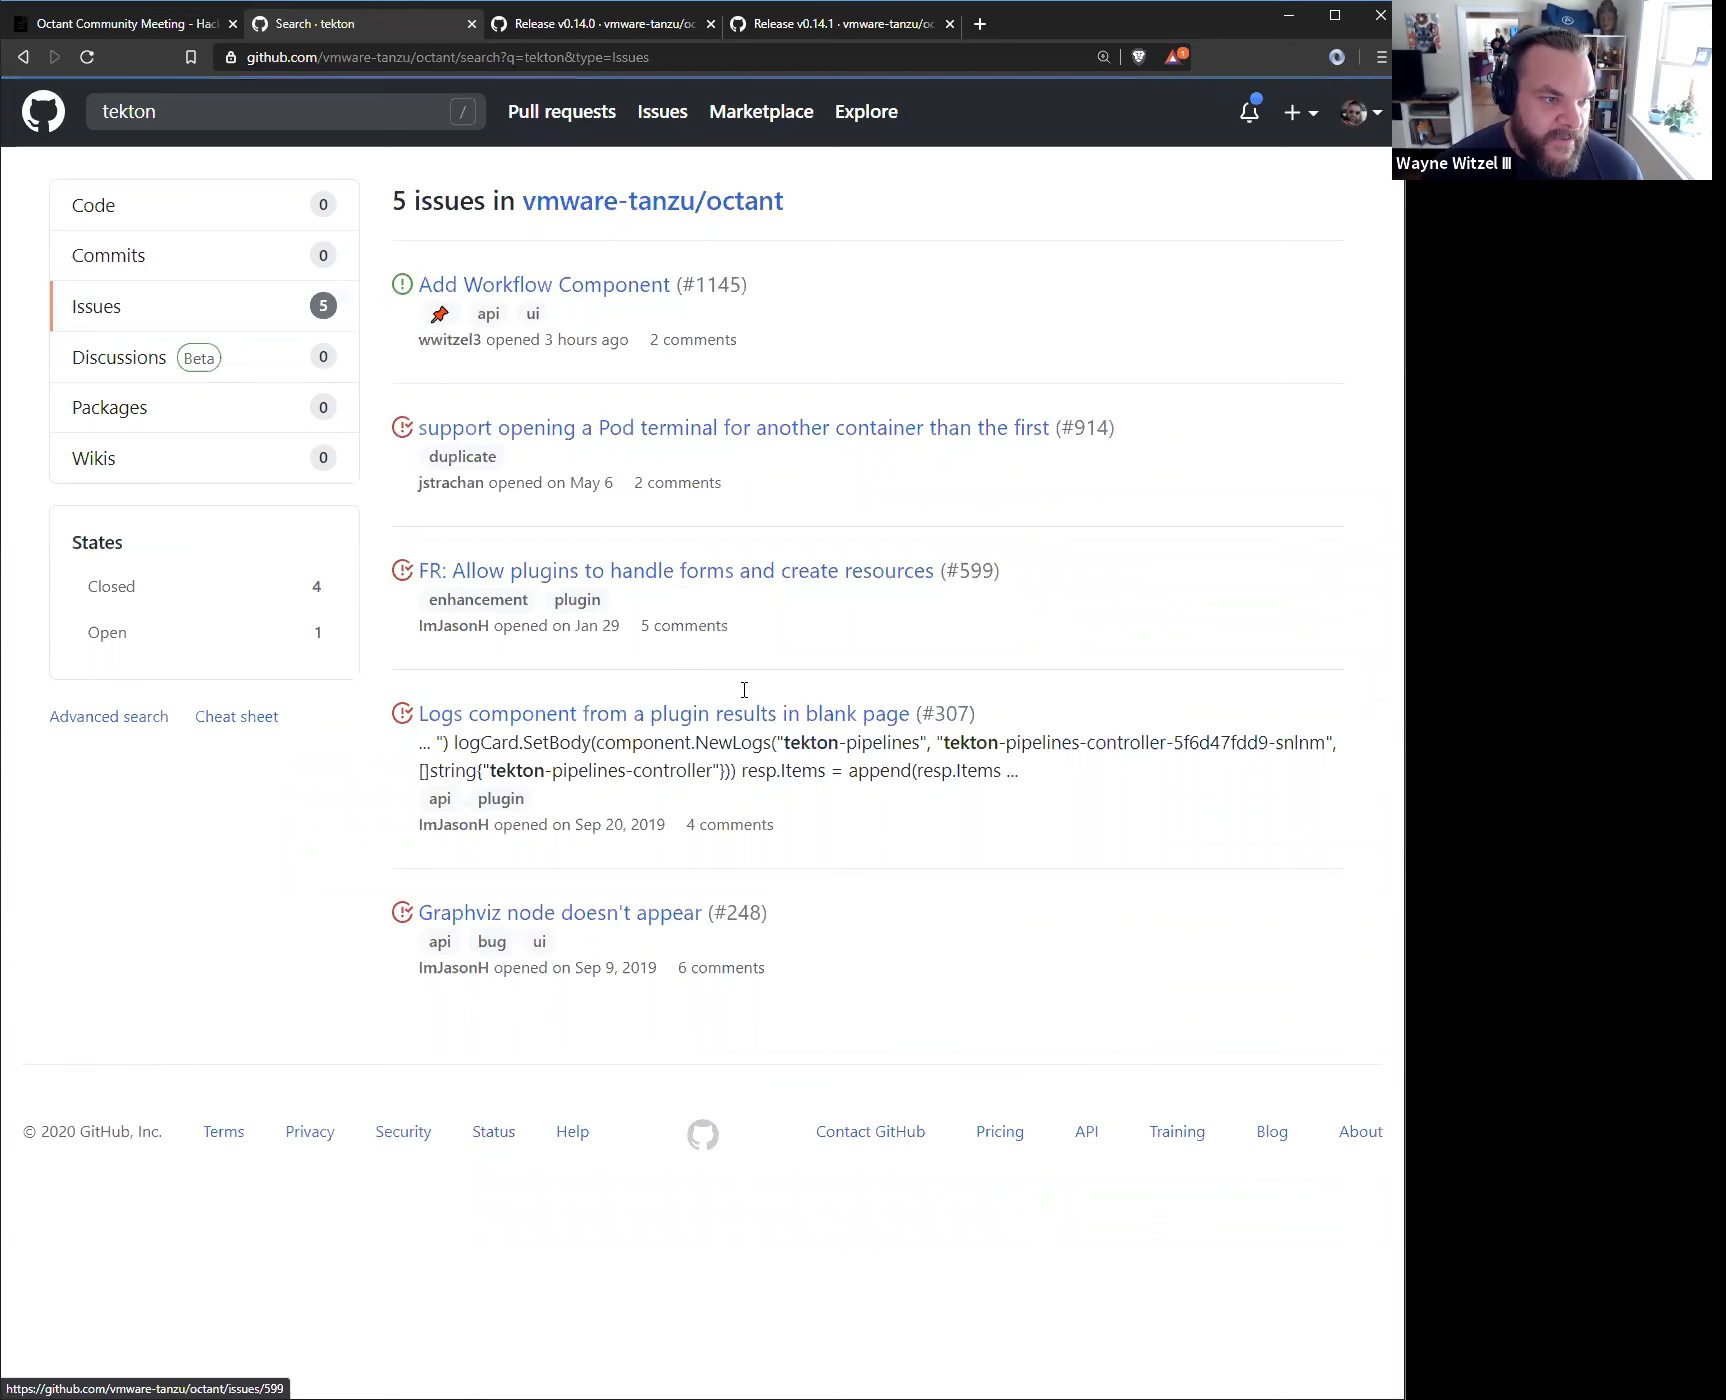 Octant Community Meeting - Hac
Search · tekton
Release v0.14.0 · vmware-tanzu/oc
Release v0.14.1 · vmware-tanzu/oc
github.com/vmware-tanzu/octant/search?q=tekton&type=Issues
1
tekton
/
Pull requests
Issues
Marketplace
Explore
Wayne Witzel III
Code 0
Commits 0
Issues 5
Discussions Beta 0
Packages 0
Wikis 0
States
Closed 4
Open 1
Advanced search
Cheat sheet
5 issues in vmware-tanzu/octant
Add Workflow Component (#1145)
api ui
wwitzel3 opened 3 hours ago 2 comments
support opening a Pod terminal for another container than the first (#914)
duplicate
jstrachan opened on May 6 2 comments
FR: Allow plugins to handle forms and create resources (#599)
enhancement plugin
ImJasonH opened on Jan 29 5 comments
Logs component from a plugin results in blank page (#307)
... ") logCard.SetBody(component.NewLogs("tekton-pipelines", "tekton-pipelines-controller-5f6d47fdd9-snlnm",
[]string{"tekton-pipelines-controller"})) resp.Items = append(resp.Items ...
api plugin
ImJasonH opened on Sep 20, 2019 4 comments
Graphviz node doesn't appear (#248)
api bug ui
ImJasonH opened on Sep 9, 2019 6 comments
© 2020 GitHub, Inc. Terms Privacy Security Status Help Contact GitHub Pricing API Training Blog About
https://github.com/vmware-tanzu/octant/issues/599